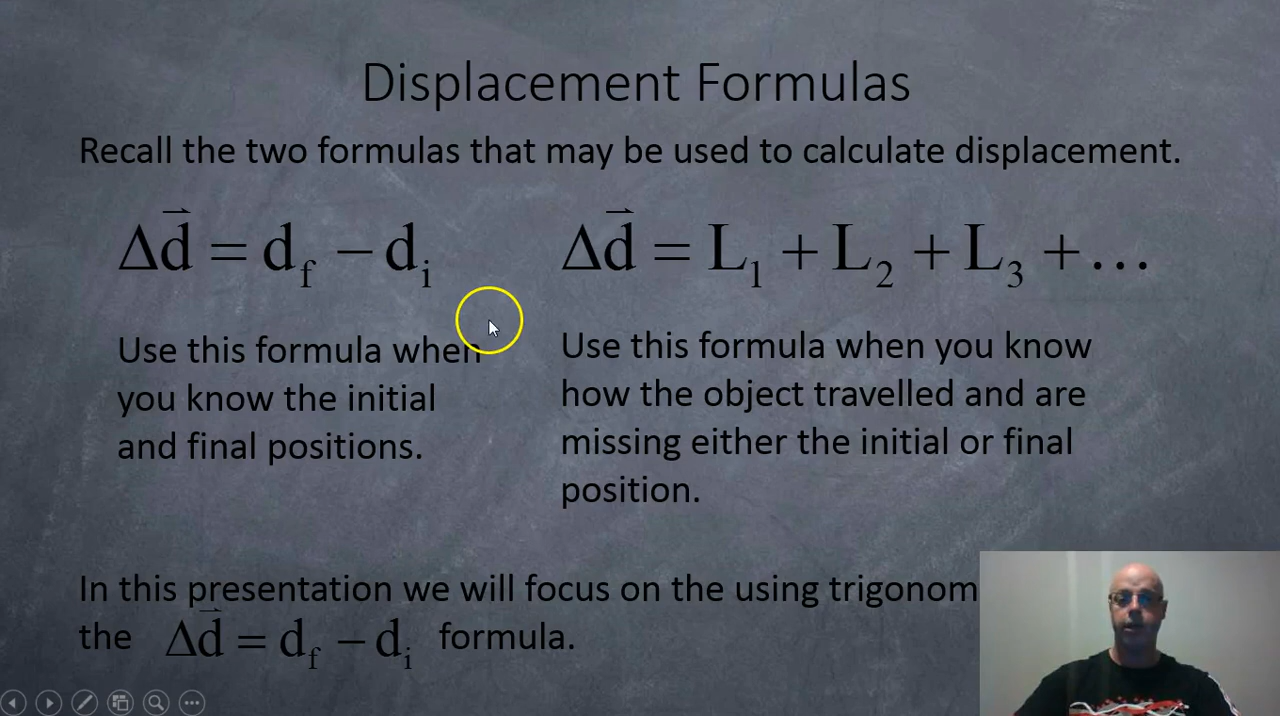 Displacement Formulas
Recall the two formulas that may be used to calculate displacement.
Δd⃗ = d_f − d_i
Δd⃗ = L_1 + L_2 + L_3 + …
Use this formula when
you know the initial
and final positions.
Use this formula when you know
how the object travelled and are
missing either the initial or final
position.
In this presentation we will focus on the using trigonom
the Δd⃗ = d_f − d_i formula.